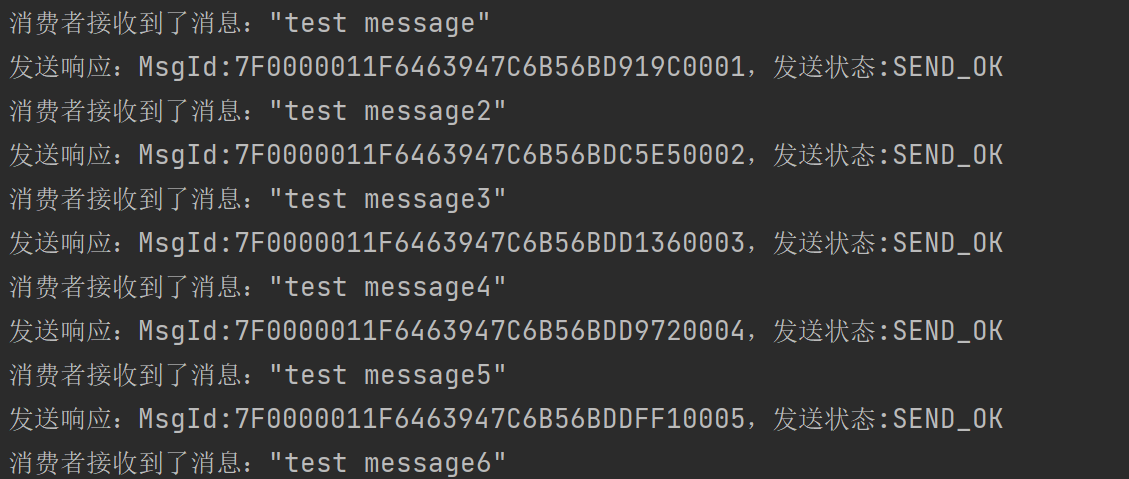 消费者接收到了消息："test message"
发送响应：MsgId:7F0000011F6463947C6B56BD919C0001，发送状态:SEND_OK
消费者接收到了消息："test message2"
发送响应：MsgId:7F0000011F6463947C6B56BDC5E50002，发送状态:SEND_OK
消费者接收到了消息："test message3"
发送响应：MsgId:7F0000011F6463947C6B56BDD1360003，发送状态:SEND_OK
消费者接收到了消息："test message4"
发送响应：MsgId:7F0000011F6463947C6B56BDD9720004，发送状态:SEND_OK
消费者接收到了消息："test message5"
发送响应：MsgId:7F0000011F6463947C6B56BDDFF10005，发送状态:SEND_OK
消费者接收到了消息："test message6"